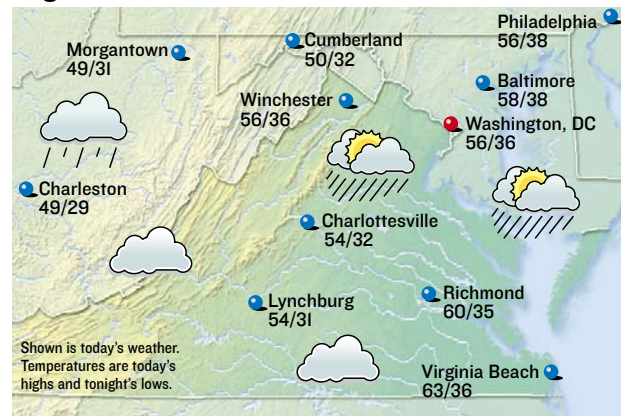 Philadelphia
56/38
Morgantown
49/31
Cumberland
50/32
Baltimore
58/38
Winchester
56/36
Washington, DC
56/36
Charleston
49/29
Charlottesville
54/32
Lynchburg
54/31
Richmond
60/35
Shown is today's weather.
Temperatures are today's
highs and tonight's lows.
Virginia Beach
63/36